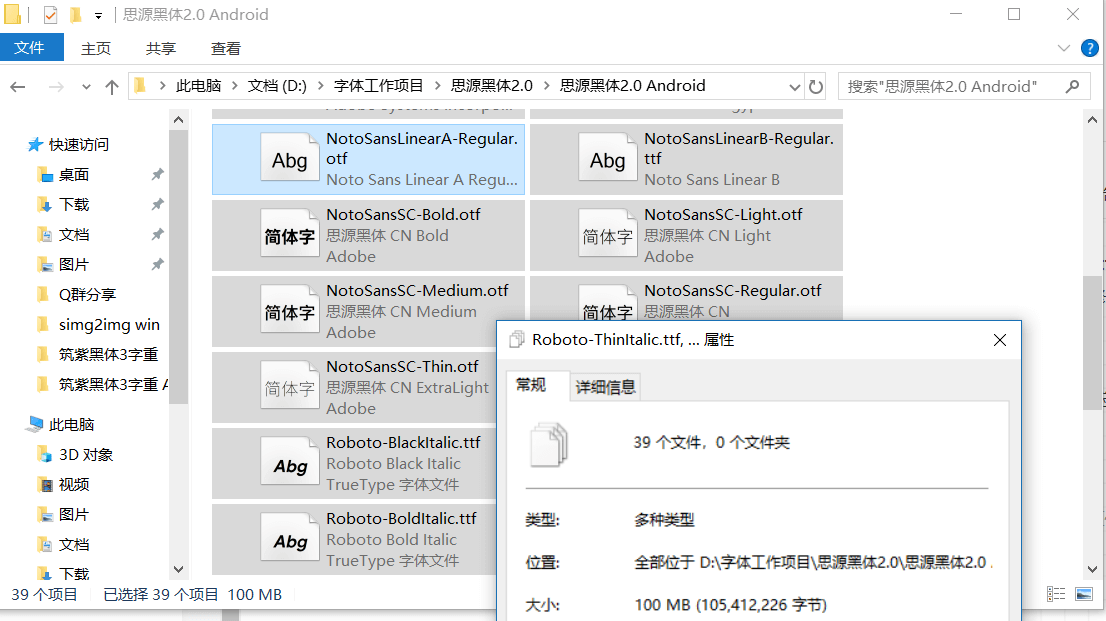 思源黑体2.0 Android
文件 主页 共享 查看
此电脑 文档 (D:) 字体工作项目 思源黑体2.0 思源黑体2.0 Android
搜索"思源黑体2.0 Android"
快速访问
桌面
下载
文档
图片
Q群分享
simg2img win
筑紫黑体3字重
筑紫黑体3字重 A
此电脑
3D 对象
视频
图片
文档
下载
Abg
NotoSansLinearA-Regular.
otf
Noto Sans Linear A Regu...
Abg
NotoSansLinearB-Regular.
ttf
Noto Sans Linear B
简体字
NotoSansSC-Bold.otf
思源黑体 CN Bold
Adobe
简体字
NotoSansSC-Light.otf
思源黑体 CN Light
Adobe
简体字
NotoSansSC-Medium.otf
思源黑体 CN Medium
Adobe
简体字
NotoSansSC-Regular.otf
思源黑体 CN
简体字
NotoSansSC-Thin.otf
思源黑体 CN ExtraLight
Adobe
Abg
Roboto-BlackItalic.ttf
Roboto Black Italic
TrueType 字体文件
Abg
Roboto-BoldItalic.ttf
Roboto Bold Italic
TrueType 字体文件
Roboto-ThinItalic.ttf, ... 属性
常规 详细信息
39 个文件，0 个文件夹
类型: 多种类型
位置: 全部位于 D:\字体工作项目\思源黑体2.0\思源黑体2.0 .
大小: 100 MB (105,412,226 字节)
39 个项目 已选择 39 个项目 100 MB